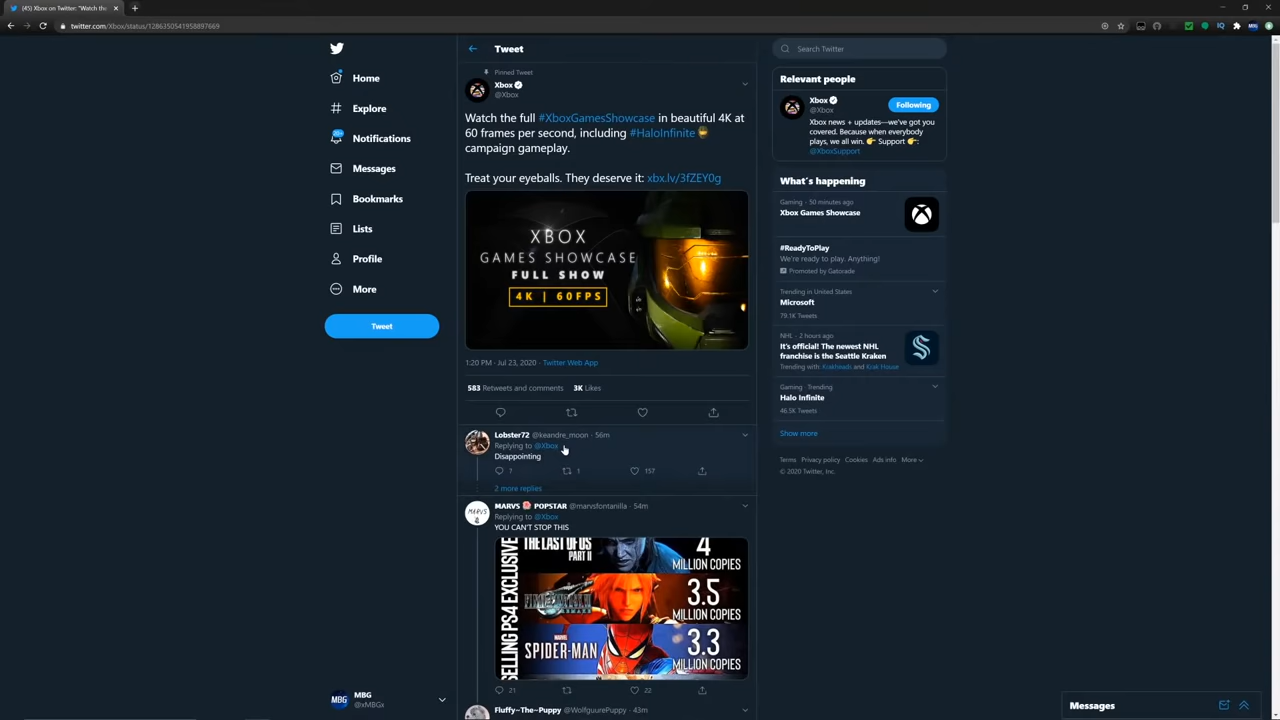 (45) Xbox on Twitter: "Watch the
twitter.com/Xbox/status/1286350541958897669
Home
Explore
Notifications
Messages
Bookmarks
Lists
Profile
More
Tweet
MBG
MBG
@xMBGx
Tweet
Pinned Tweet
Xbox
@Xbox
Watch the full #XboxGamesShowcase in beautiful 4K at
60 frames per second, including #HaloInfinite
campaign gameplay.
Treat your eyeballs. They deserve it: xbx.lv/3fZEY0g
XBOX
GAMES SHOWCASE
FULL SHOW
4K | 60FPS
1:20 PM · Jul 23, 2020 · Twitter Web App
583 Retweets and comments 3K Likes
Lobster72 @keandre_moon · 56m
Replying to @Xbox
Disappointing
7 1 157
2 more replies
MARVS POPSTAR @marvsfontanilla · 54m
Replying to @Xbox
YOU CAN'T STOP THIS
SELLING PS4 EXCLUSIVE
THE LAST OF US
PART II
4
MILLION COPIES
3.5
MILLION COPIES
MARVEL
SPIDER-MAN
3.3
MILLION COPIES
21 22
Fluffy~The~Puppy @WolfguurePuppy · 43m
Search Twitter
Relevant people
Xbox
@Xbox
Following
Xbox news + updates—we've got you
covered. Because when everybody
plays, we all win. Support :
@XboxSupport
What's happening
Gaming · 50 minutes ago
Xbox Games Showcase
#ReadyToPlay
We're ready to play. Anything!
Promoted by Gatorade
Trending in United States
Microsoft
79.1K Tweets
NHL · 2 hours ago
It's official! The newest NHL
franchise is the Seattle Kraken
Trending with: Krakheads and Krak House
Gaming · Trending
Halo Infinite
46.5K Tweets
Show more
Terms Privacy policy Cookies Ads info More
© 2020 Twitter, Inc.
Messages